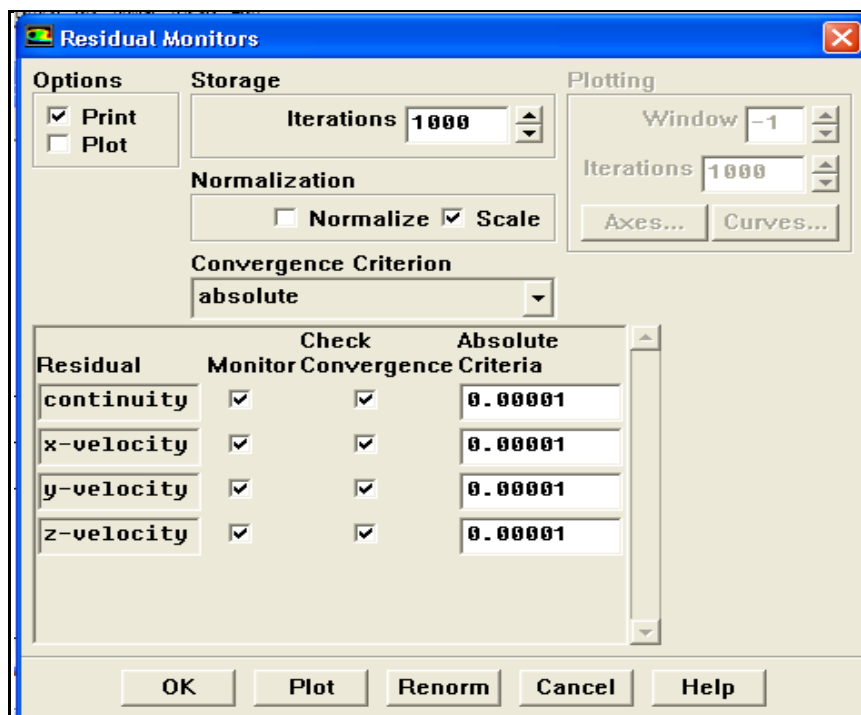 Residual Monitors
Options
Print
Plot
Storage
Iterations 1000
Normalization
Normalize Scale
Convergence Criterion
absolute
Plotting
Window -1
Iterations 1000
Axes... Curves...
Residual Monitor Check Convergence Absolute Criteria
continuity 0.00001
x-velocity 0.00001
y-velocity 0.00001
z-velocity 0.00001
OK Plot Renorm Cancel Help